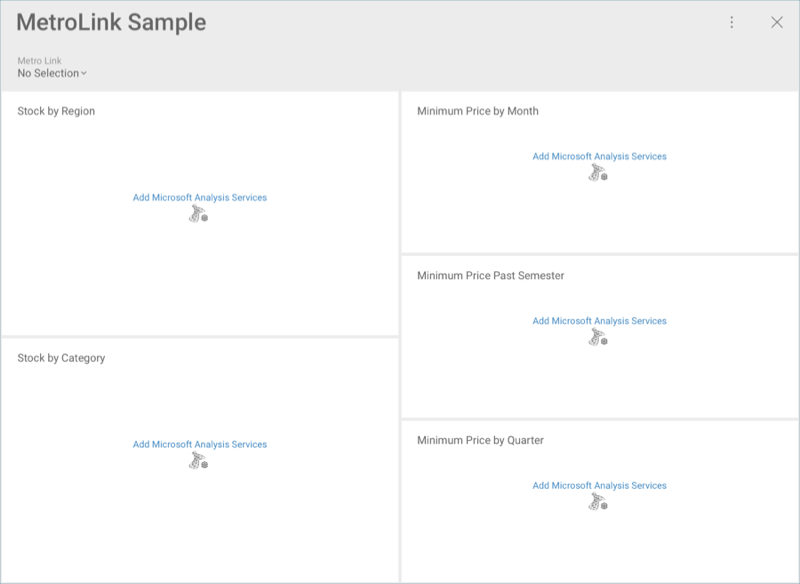 MetroLink Sample
Metro Link
No Selection
Stock by Region
Add Microsoft Analysis Services
Stock by Category
Add Microsoft Analysis Services
Minimum Price by Month
Add Microsoft Analysis Services
Minimum Price Past Semester
Add Microsoft Analysis Services
Minimum Price by Quarter
Add Microsoft Analysis Services